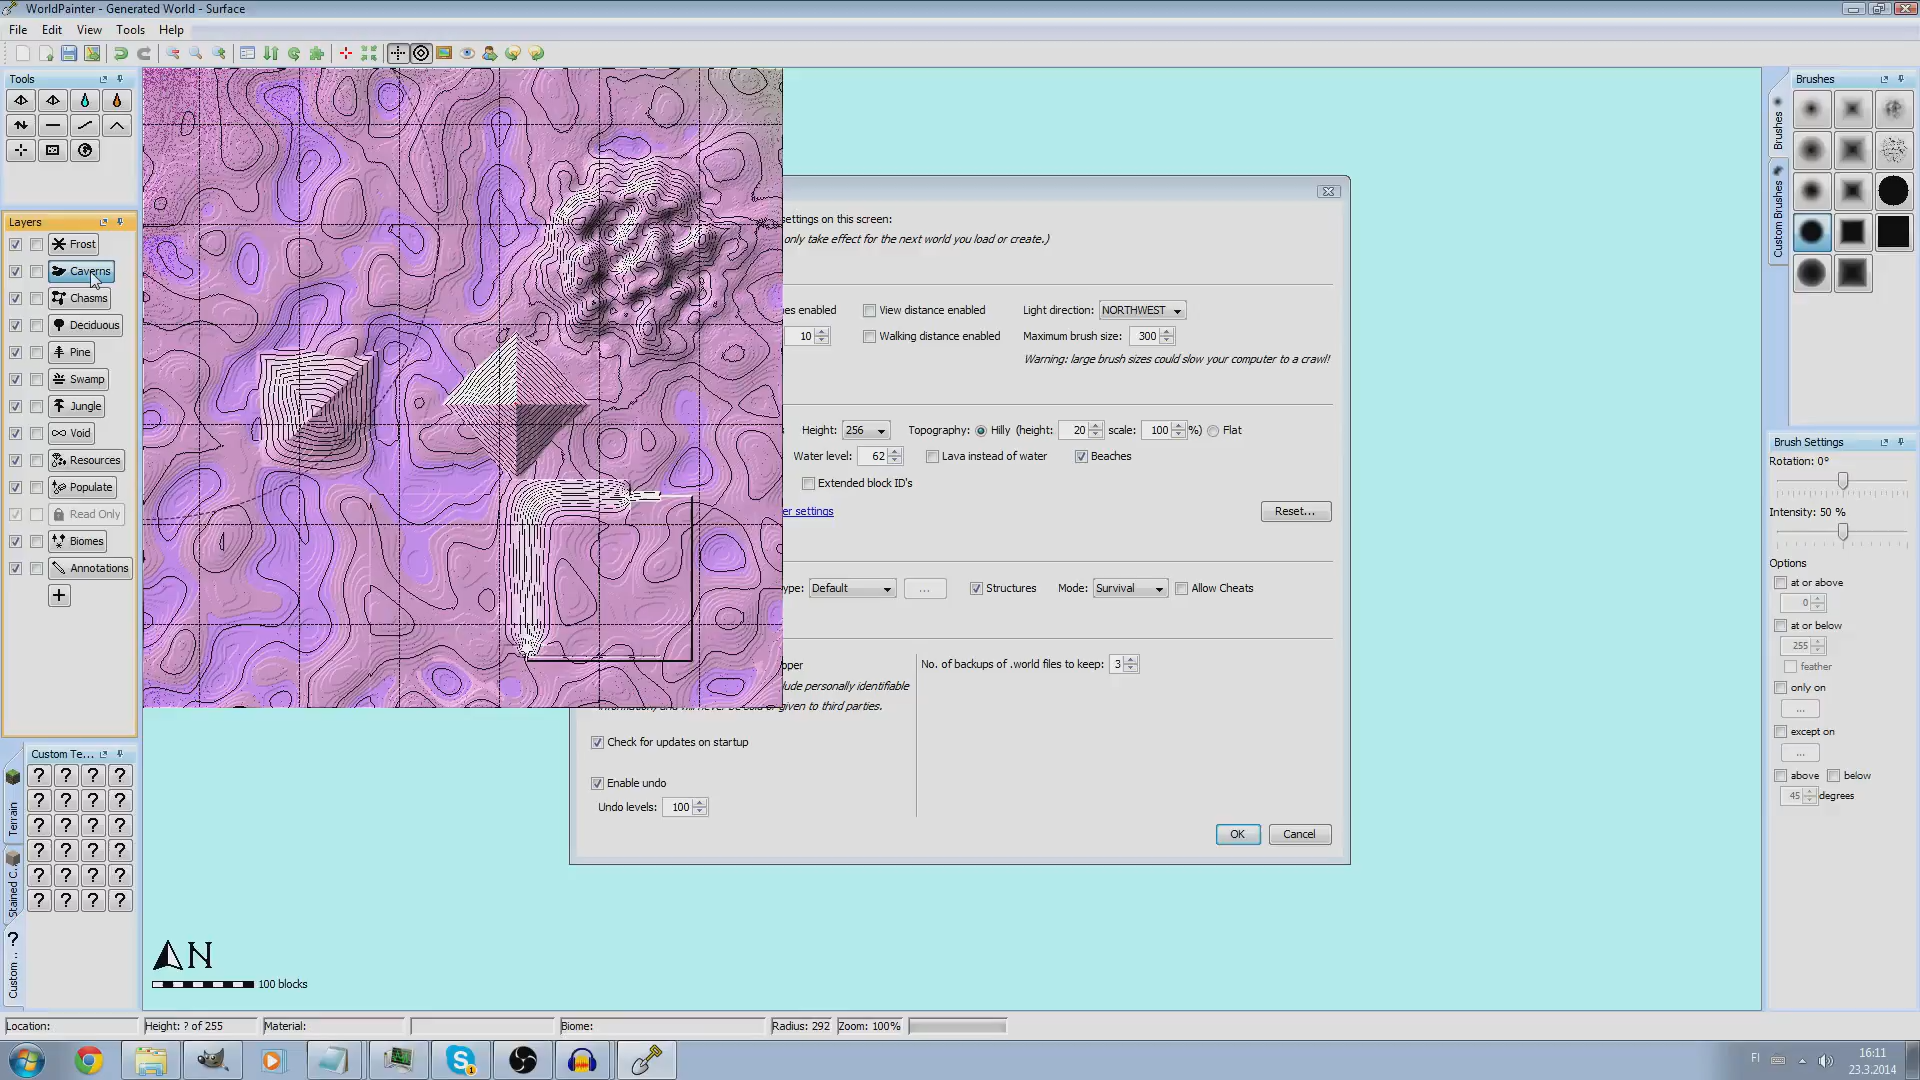 WorldPainter - Generated World - Surface
File Edit View Tools Help
Tools
Layers
Frost
Caverns
Chasms
Deciduous
Pine
Swamp
Jungle
Void
Resources
Populate
Read Only
Biomes
Annotations
Custom Te...
Terrain
Stained C...
Custom ...
? ? ? ?
? ? ? ?
? ? ? ?
? ? ? ?
? ? ? ?
? ? ? ?
?
N
100 blocks
settings on this screen:
only take effect for the next world you load or create.)
es enabled View distance enabled Light direction: NORTHWEST
10 Walking distance enabled Maximum brush size: 300
Warning: large brush sizes could slow your computer to a crawl!
Height: 256 Topography: Hilly (height: 20 scale: 100 %) Flat
Water level: 62 Lava instead of water Beaches
Extended block ID's
er settings Reset...
ype: Default ... Structures Mode: Survival Allow Cheats
pper No. of backups of .world files to keep: 3
lude personally identifiable
information, and will never be sold or given to third parties.
Check for updates on startup
Enable undo
Undo levels: 100
OK Cancel
Brushes
Brushes
Custom Brushes
Brush Settings
Rotation: 0°
Intensity: 50 %
Options
at or above
0
at or below
255
feather
only on
...
except on
...
above below
45 degrees
Location: Height: ? of 255 Material: Biome: Radius: 292 Zoom: 100%
FI 16:11
23.3.2014